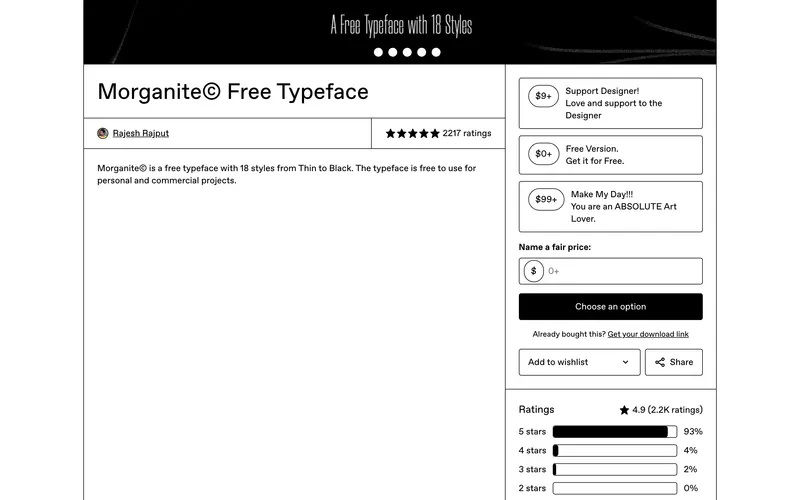 A Free Typeface with 18 Styles
Morganite© Free Typeface
Rajesh Rajput
2217 ratings
Morganite© is a free typeface with 18 styles from Thin to Black. The typeface is free to use for
personal and commercial projects.
$9+
Support Designer!
Love and support to the
Designer
$0+
Free Version.
Get it for Free.
$99+
Make My Day!!!
You are an ABSOLUTE Art
Lover.
Name a fair price:
$ 0+
Choose an option
Already bought this? Get your download link
Add to wishlist
Share
Ratings
4.9 (2.2K ratings)
5 stars 93%
4 stars 4%
3 stars 2%
2 stars 0%